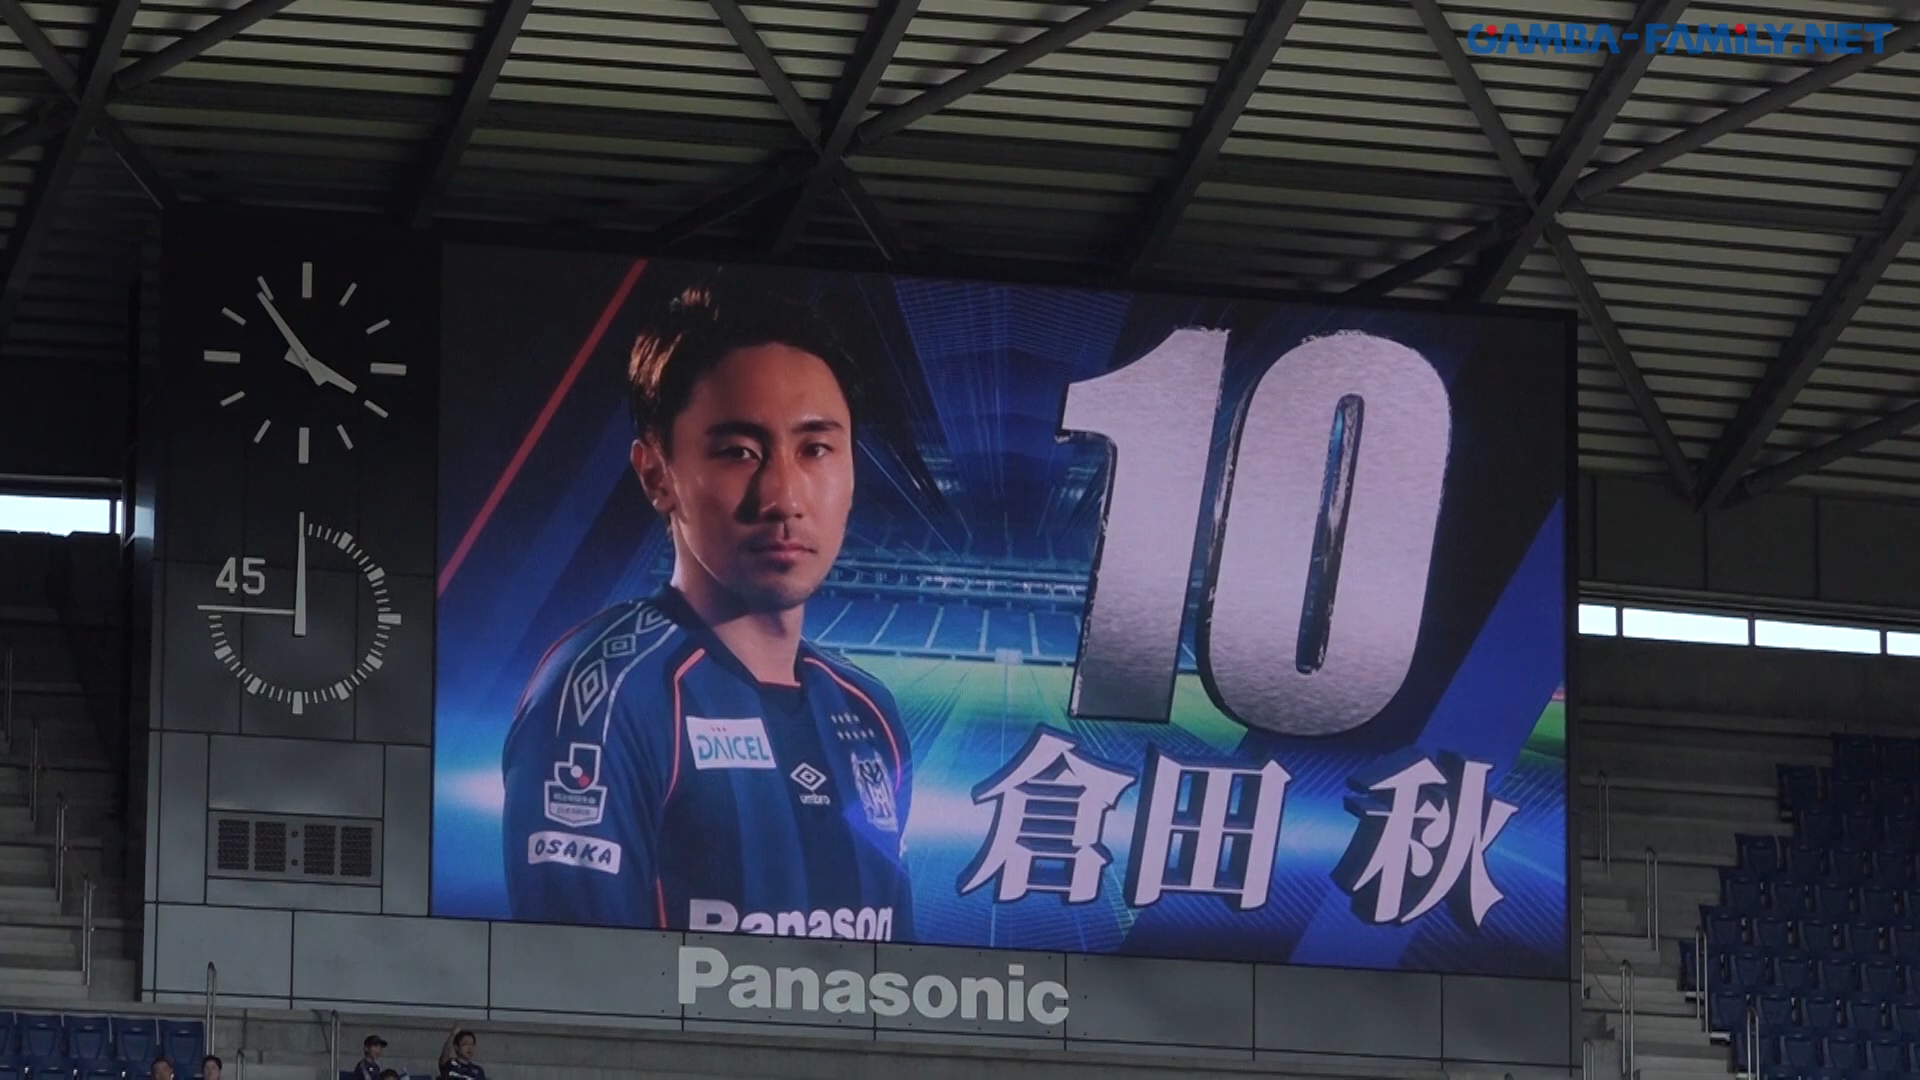 GAMBA-FAMiLY.NET
10
45
DAICEL
umbro
倉田 秋
OSAKA
Panasonic
Panasonic